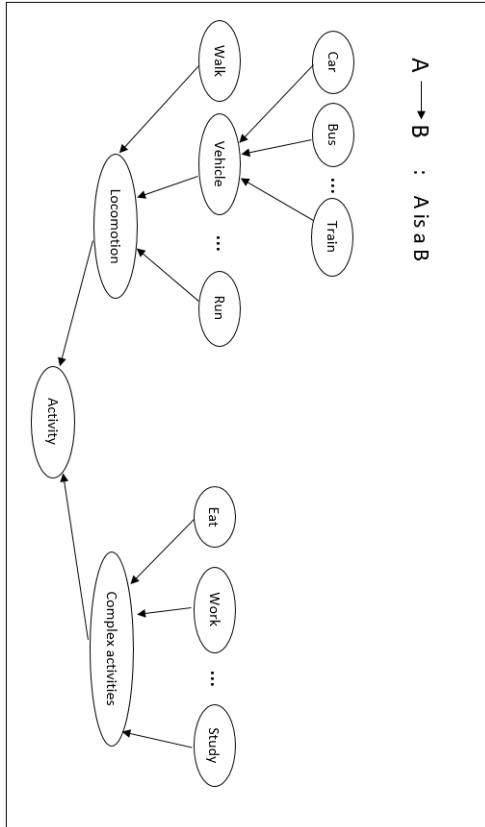 A → B : A is a B
Car
Bus
...
Train
Walk
Vehicle
...
Run
Locomotion
Activity
Eat
Work
...
Study
Complex activities